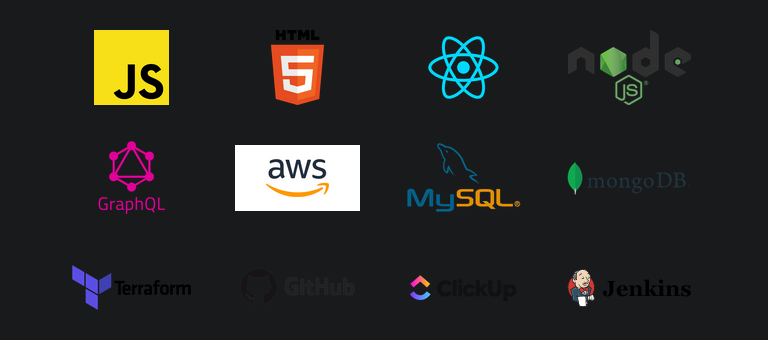 JS
HTML
5
node
JS
GraphQL
aws
MySQL®
mongoDB.
Terraform
GitHub
ClickUp
Jenkins